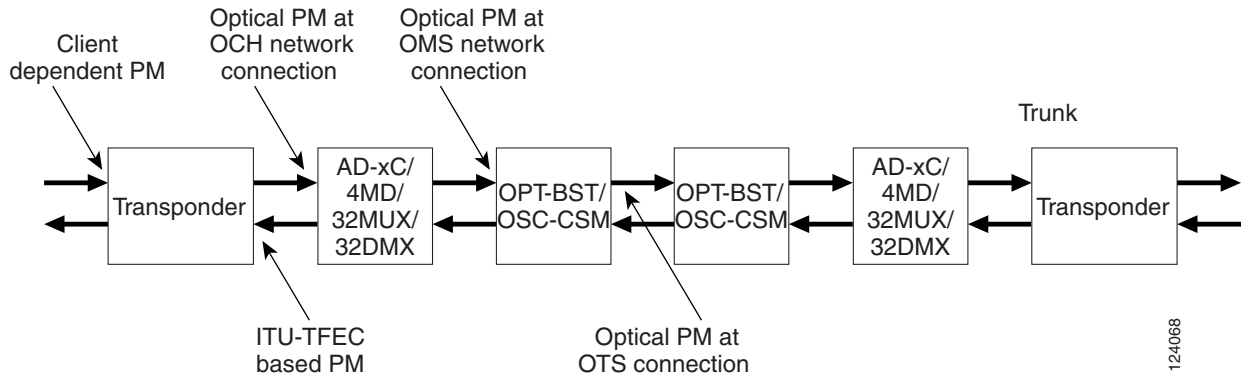 Client
dependent PM
Optical PM at
OCH network
connection
Optical PM at
OMS network
connection
Trunk
Transponder
AD-xC/
4MD/
32MUX/
32DMX
OPT-BST/
OSC-CSM
OPT-BST/
OSC-CSM
AD-xC/
4MD/
32MUX/
32DMX
Transponder
ITU-TFEC
based PM
Optical PM at
OTS connection
124068